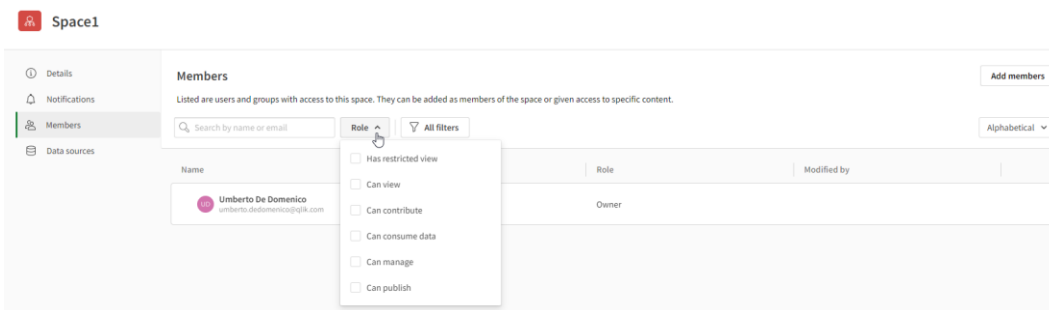 Space1
Details
Notifications
Members
Data sources
Members
Add members
Listed are users and groups with access to this space. They can be added as members of the space or given access to specific content.
Search by name or email
Role
All filters
Alphabetical
Has restricted view
Can view
Can contribute
Can consume data
Can manage
Can publish
Name
Role
Modified by
UD
Umberto De Domenico
umberto.dedomenico@qlik.com
Owner